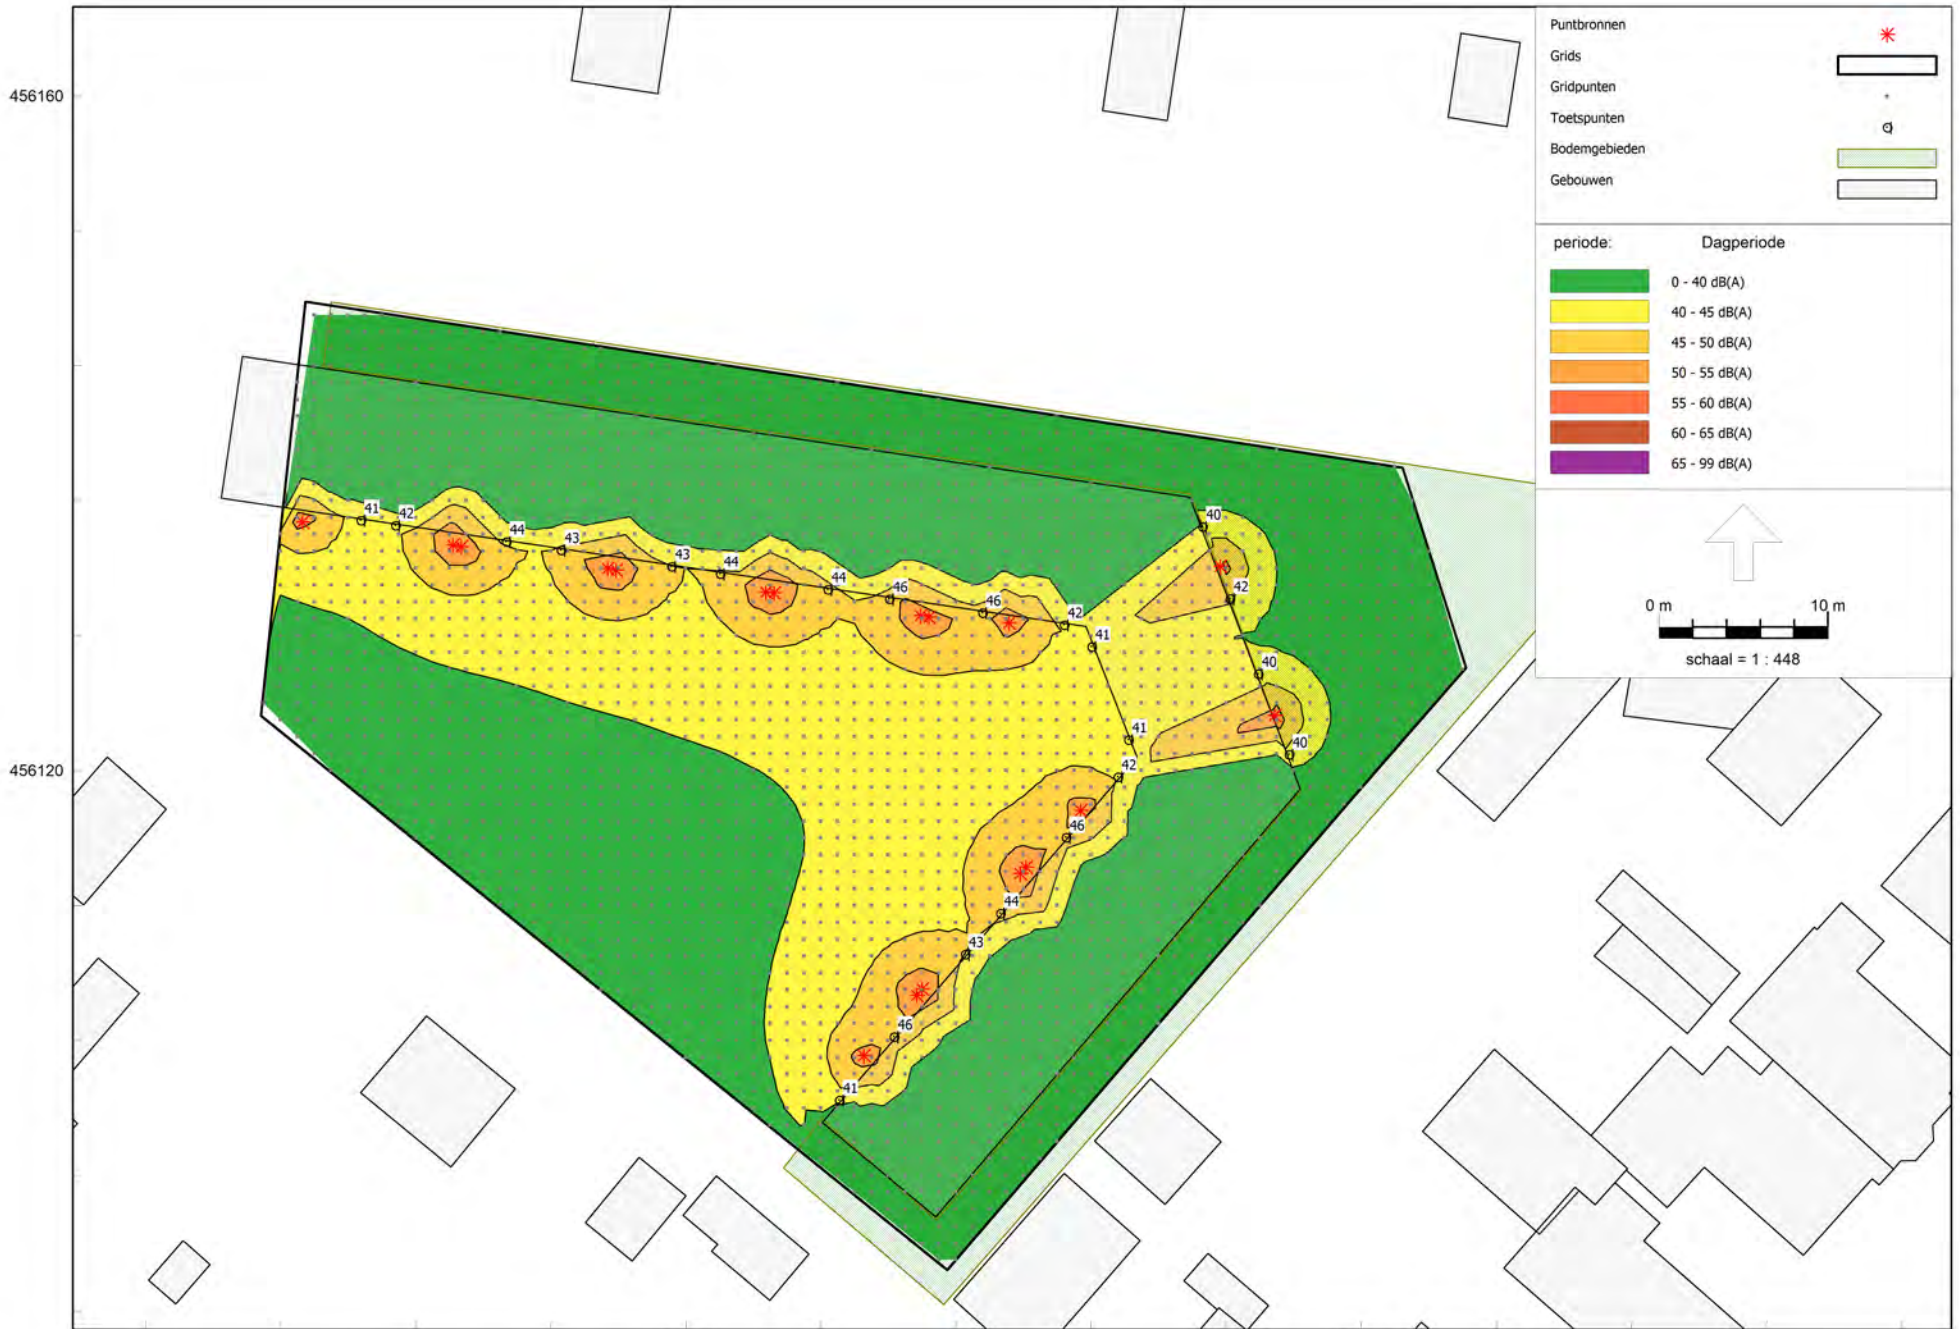 Puntbronnen
Grids
Gridpunten
Toetspunten
Bodemgebieden
Gebouwen
periode: Dagperiode
0 - 40 dB(A)
40 - 45 dB(A)
45 - 50 dB(A)
50 - 55 dB(A)
55 - 60 dB(A)
60 - 65 dB(A)
65 - 99 dB(A)
0 m 10 m
schaal = 1 : 448
456160
456120
41
42
44
43
43
44
44
46
46
42
41
40
42
40
41
40
42
46
44
43
46
41